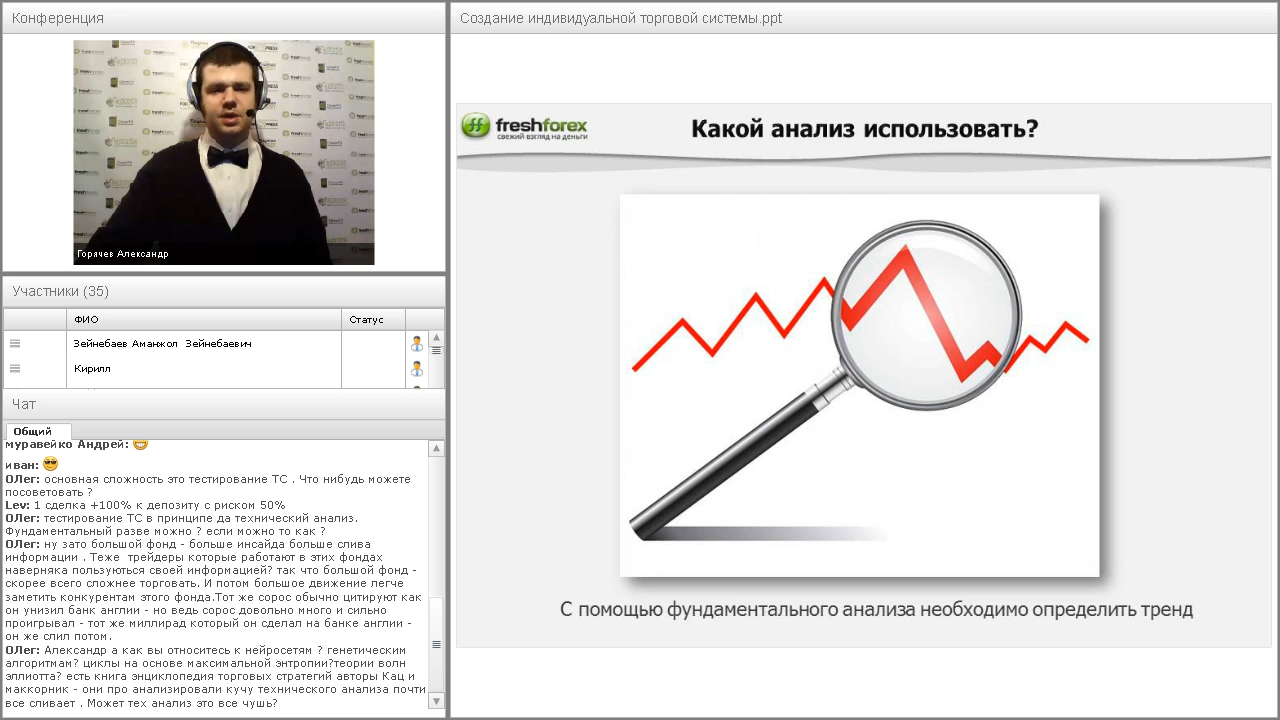 Конференция
Горячев Александр
Участники (35)
ФИО
Статус
Зейнебаев Аманжол Зейнебаевич
Кирилл
Чат
Общий
муравейко Андрей:
иван:
ОЛег: основная сложность это тестирование ТС . Что нибудь можете
посоветовать ?
Lev: 1 сделка +100% к депозиту с риском 50%
ОЛег: тестирование ТС в принципе да технический анализ.
Фундаментальный разве можно ? если можно то как ?
ОЛег: ну зато большой фонд - больше инсайда больше слива
информации . Теже трейдеры которые работают в этих фондах
наверняка пользуються своей информацией? так что большой фонд -
скорее всего сложнее торговать. И потом большое движение легче
заметить конкурентам этого фонда.Тот же сорос обычно цитируют как
он унизил банк англии - но ведь сорос довольно много и сильно
проигрывал - тот же миллирад который он сделал на банке англии -
он же слил потом.
ОЛег: Александр а как вы относитесь к нейросетям ? генетическим
алгоритмам? циклы на основе максимальной энтропии?теории волн
эллиотта? есть книга энциклопедия торговых стратегий авторы Кац и
маккорник - они про анализировали кучу технического анализа почти
все сливает . Может тех анализ это все чушь?
Создание индивидуальной торговой системы.ppt
freshforex
свежий взгляд на деньги
Какой анализ использовать?
С помощью фундаментального анализа необходимо определить тренд